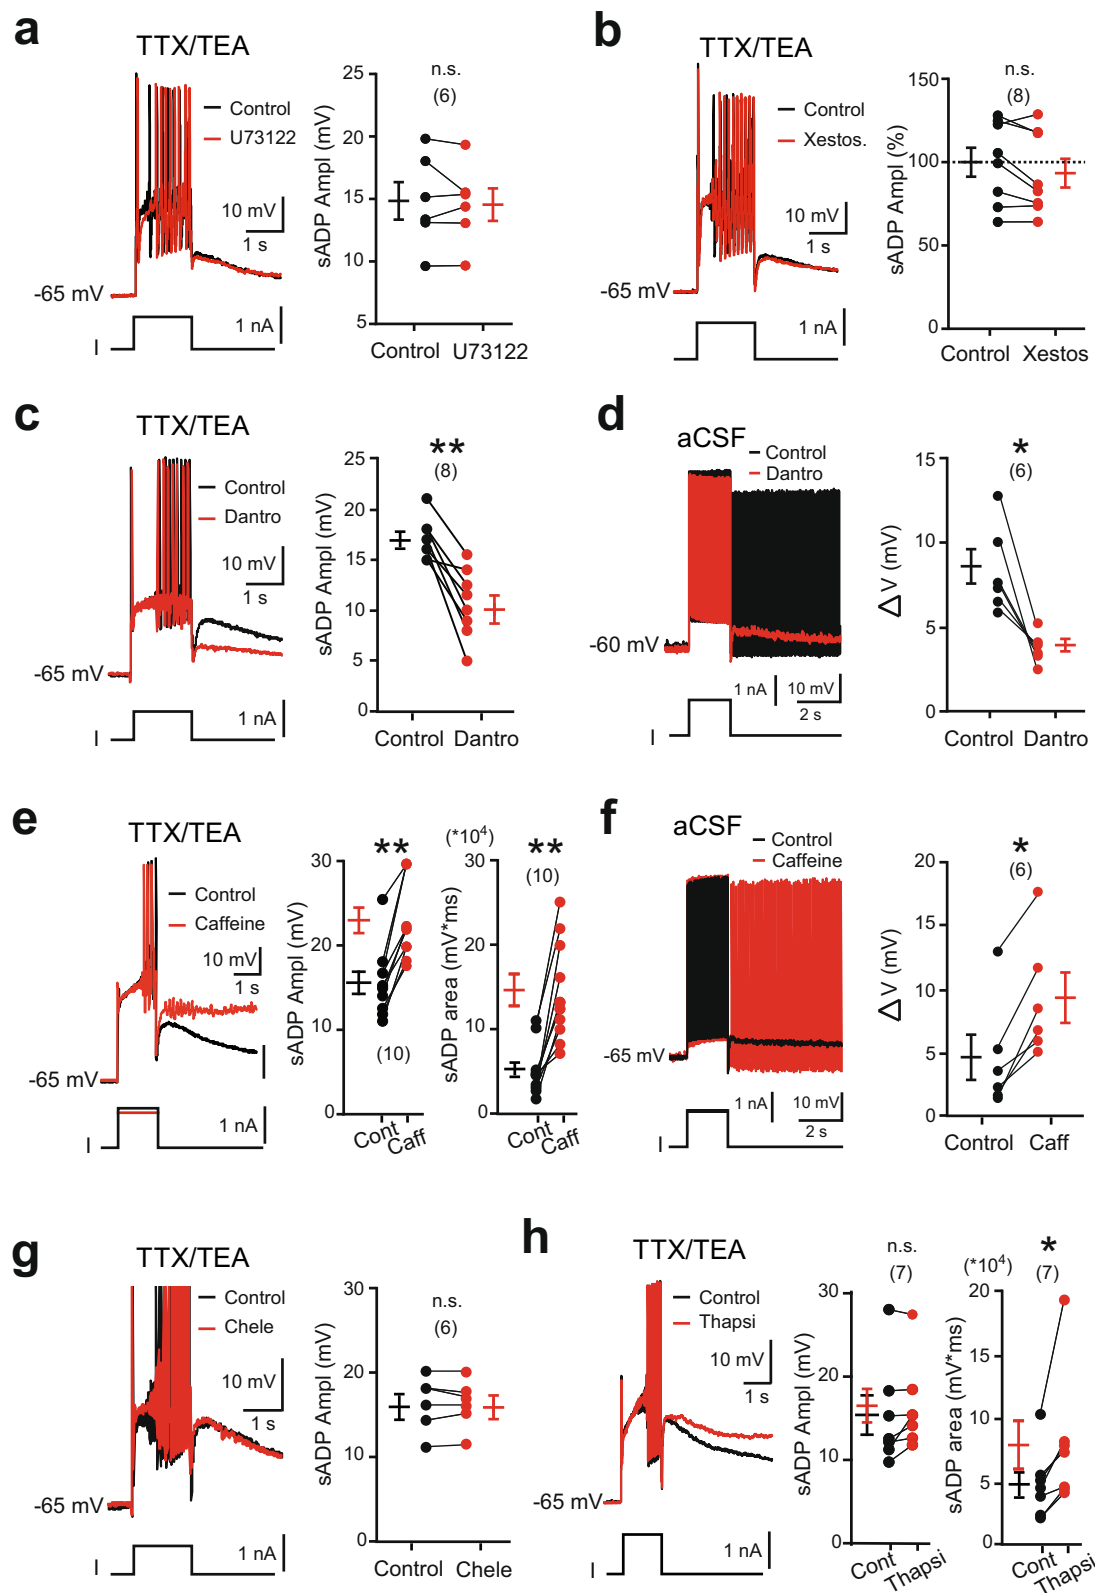 a
TTX/TEA
Control
U73122
10 mV
1 s
-65 mV
1 nA
I
sADP Ampl (mV)
25
20
15
10
5
n.s.
(6)
Control U73122
b
TTX/TEA
Control
Xestos.
10 mV
1 s
-65 mV
1 nA
I
sADP Ampl (%)
150
100
50
0
n.s.
(8)
Control Xestos
c
TTX/TEA
Control
Dantro
10 mV
1 s
-65 mV
1 nA
I
sADP Ampl (mV)
25
20
15
10
5
0
**
(8)
Control Dantro
d
aCSF
Control
Dantro
-60 mV
1 nA
10 mV
2 s
I
ΔV (mV)
15
10
5
0
*
(6)
Control Dantro
e
TTX/TEA
Control
Caffeine
10 mV
1 s
-65 mV
1 nA
I
sADP Ampl (mV)
30
20
10
0
**
(10)
Cont Caff
(*10⁴)
sADP area (mV*ms)
30
20
10
0
**
(10)
Cont Caff
f
aCSF
Control
Caffeine
-65 mV
1 nA
10 mV
2 s
I
ΔV (mV)
20
15
10
5
0
*
(6)
Control Caff
g
TTX/TEA
Control
Chele
10 mV
1 s
-65 mV
1 nA
I
sADP Ampl (mV)
30
20
10
0
n.s.
(6)
Control Chele
h
TTX/TEA
Control
Thapsi
10 mV
1 s
-65 mV
1 nA
I
sADP Ampl (mV)
30
20
10
0
n.s.
(7)
Cont Thapsi
(*10⁴)
sADP area (mV*ms)
20
15
10
5
0
*
(7)
Cont Thapsi